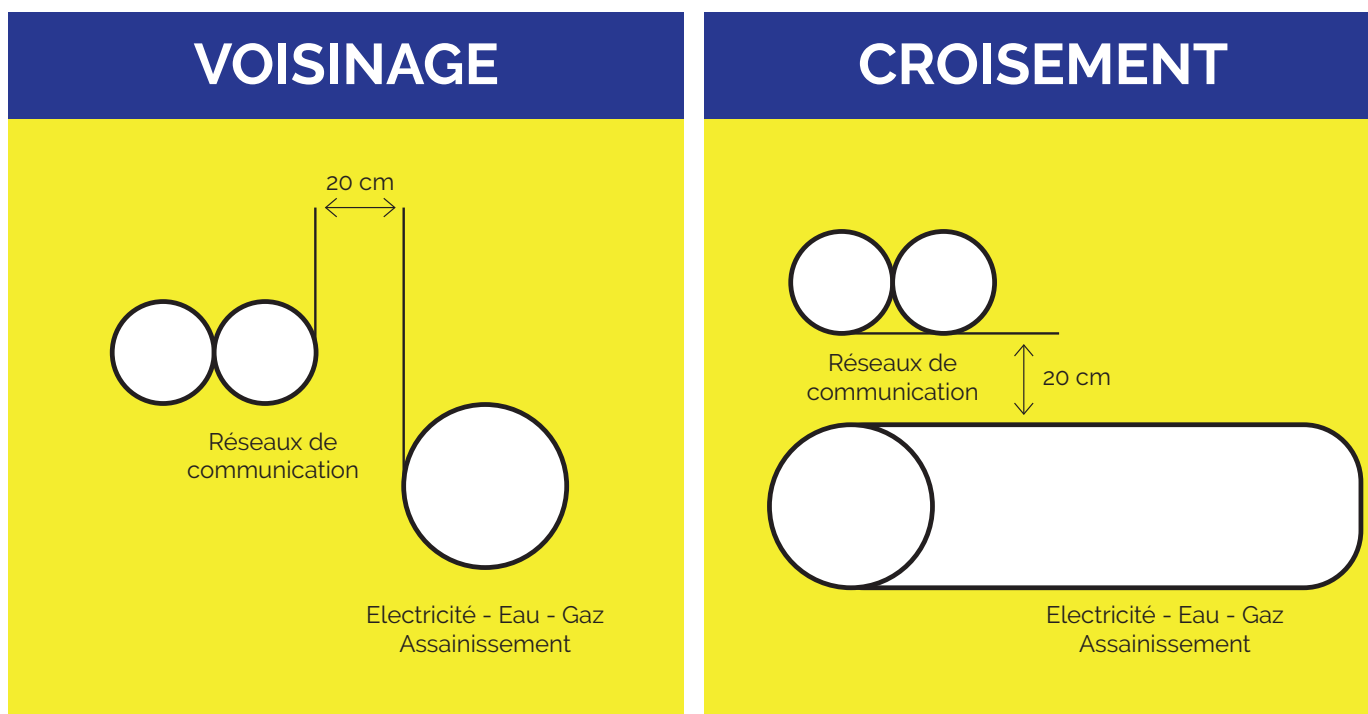 VOISINAGE
20 cm
Réseaux de
communication
Electricité - Eau - Gaz
Assainissement
CROISEMENT
Réseaux de
communication
20 cm
Electricité - Eau - Gaz
Assainissement